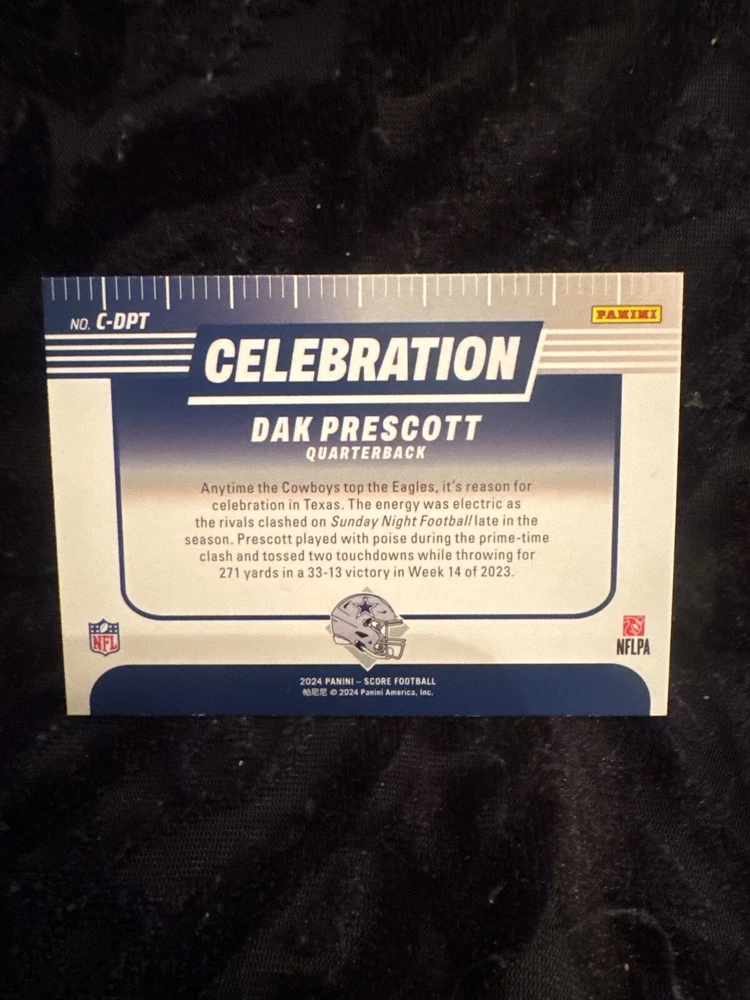 NO. C-DPT
PANINI
CELEBRATION
DAK PRESCOTT
QUARTERBACK
Anytime the Cowboys top the Eagles, it's reason for
celebration in Texas. The energy was electric as
the rivals clashed on Sunday Night Football late in the
season. Prescott played with poise during the prime-time
clash and tossed two touchdowns while throwing for
271 yards in a 33-13 victory in Week 14 of 2023.
NFL
NFLPA
2024 PANINI – SCORE FOOTBALL
帕尼尼 © 2024 Panini America, Inc.